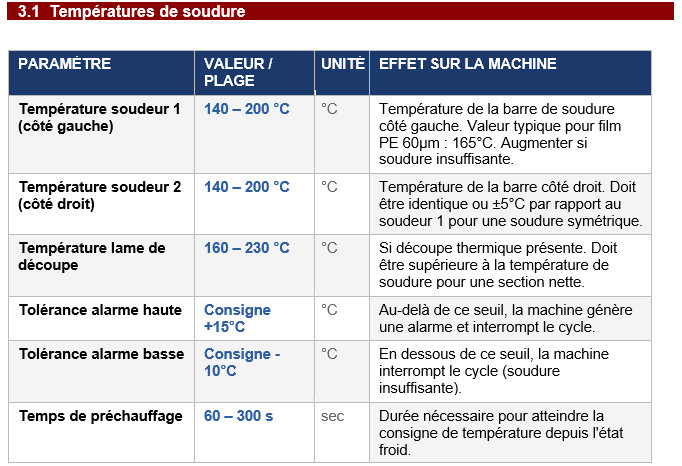 3.1 Températures de soudure
PARAMÈTRE
VALEUR /
PLAGE
UNITÉ
EFFET SUR LA MACHINE
Température soudeur 1
(côté gauche)
140 – 200 °C
°C
Température de la barre de soudure
côté gauche. Valeur typique pour film
PE 60µm : 165°C. Augmenter si
soudure insuffisante.
Température soudeur 2
(côté droit)
140 – 200 °C
°C
Température de la barre côté droit. Doit
être identique ou ±5°C par rapport au
soudeur 1 pour une soudure symétrique.
Température lame de
découpe
160 – 230 °C
°C
Si découpe thermique présente. Doit
être supérieure à la température de
soudure pour une section nette.
Tolérance alarme haute
Consigne
+15°C
°C
Au-delà de ce seuil, la machine génère
une alarme et interrompt le cycle.
Tolérance alarme basse
Consigne -
10°C
°C
En dessous de ce seuil, la machine
interrompt le cycle (soudure
insuffisante).
Temps de préchauffage
60 – 300 s
sec
Durée nécessaire pour atteindre la
consigne de température depuis l'état
froid.